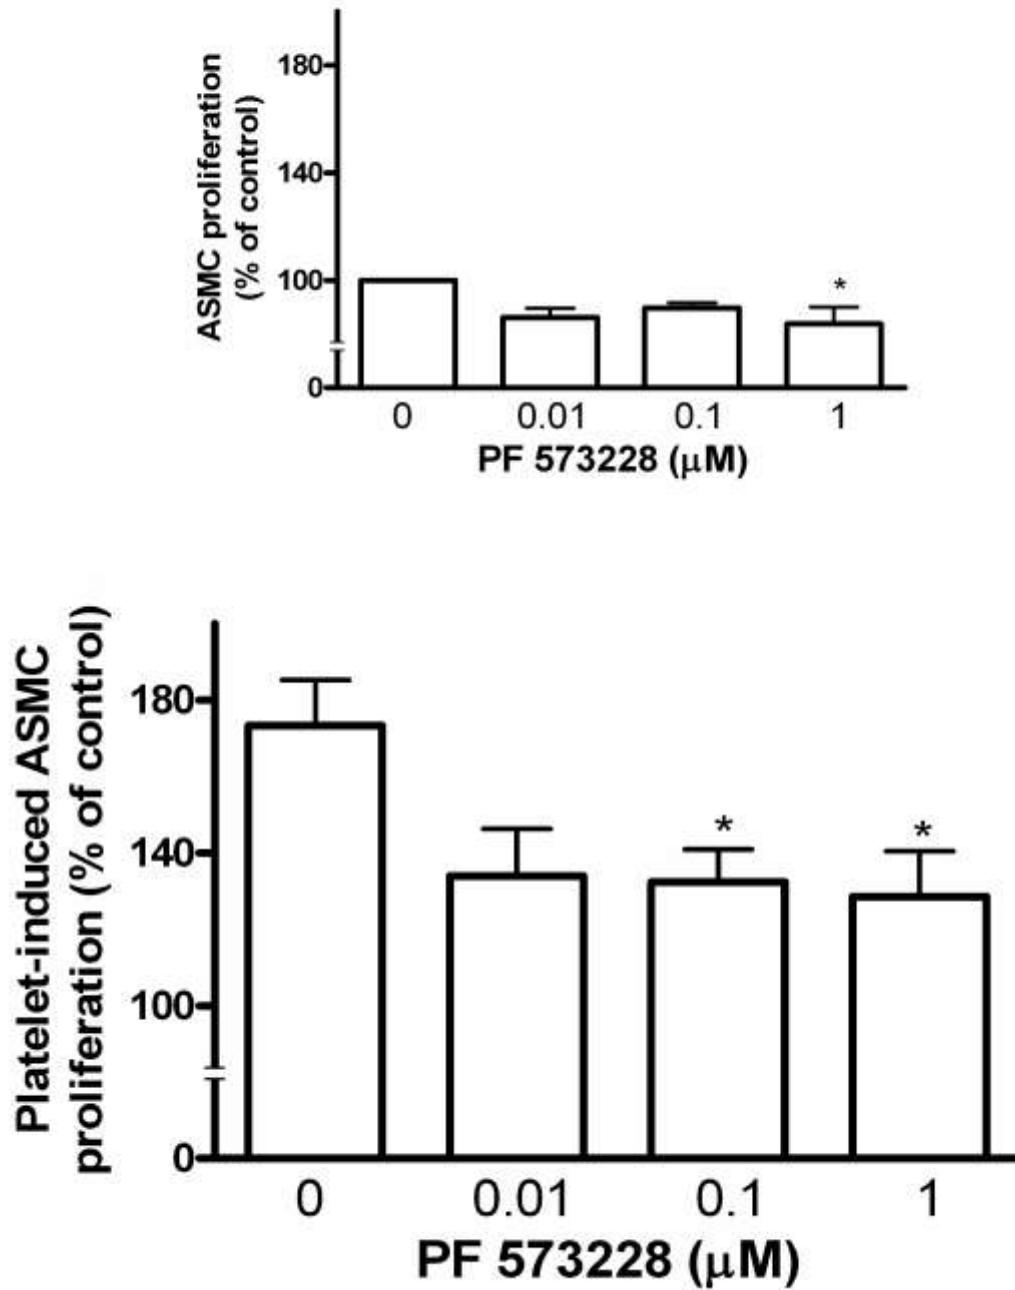 ASMC proliferation
(% of control)
180
140
100
*
0
0 0.01 0.1 1
PF 573228 (μM)
Platelet-induced ASMC
proliferation (% of control)
180
* *
140
100
0
0 0.01 0.1 1
PF 573228 (μM)